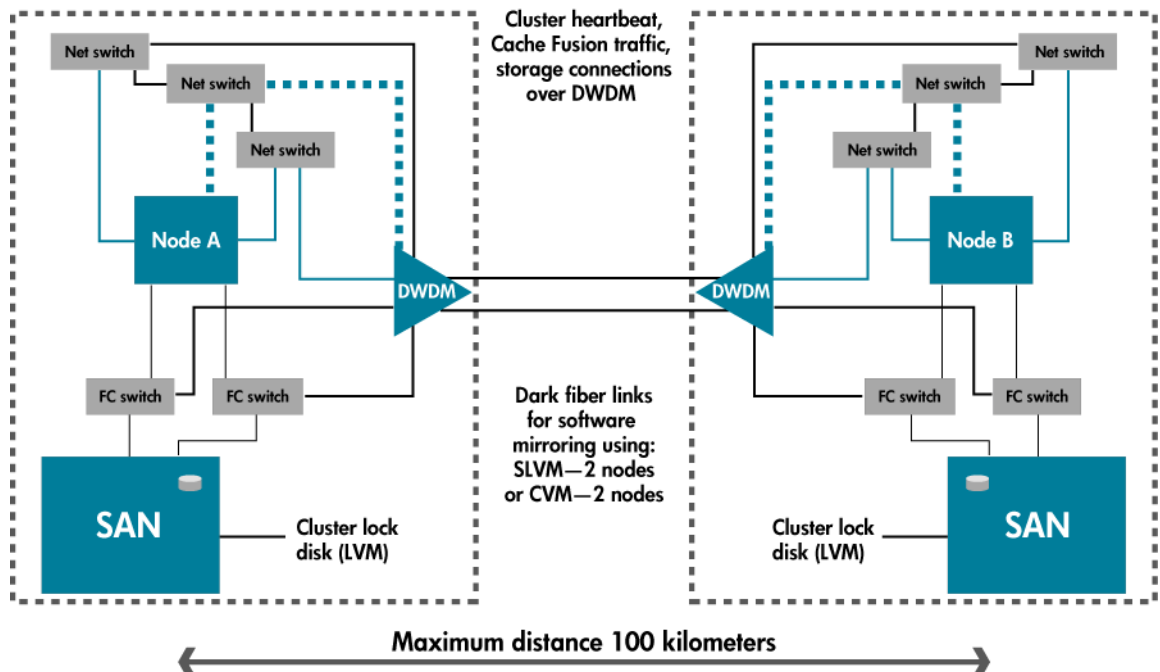 Cluster heartbeat,
Cache Fusion traffic,
storage connections
over DWDM
Net switch
Net switch
Net switch
Node A
DWDM
FC switch
FC switch
SAN
Cluster lock
disk (LVM)
Dark fiber links
for software
mirroring using:
SLVM—2 nodes
or CVM—2 nodes
Net switch
Net switch
Net switch
Node B
DWDM
FC switch
FC switch
SAN
Cluster lock
disk (LVM)
Maximum distance 100 kilometers